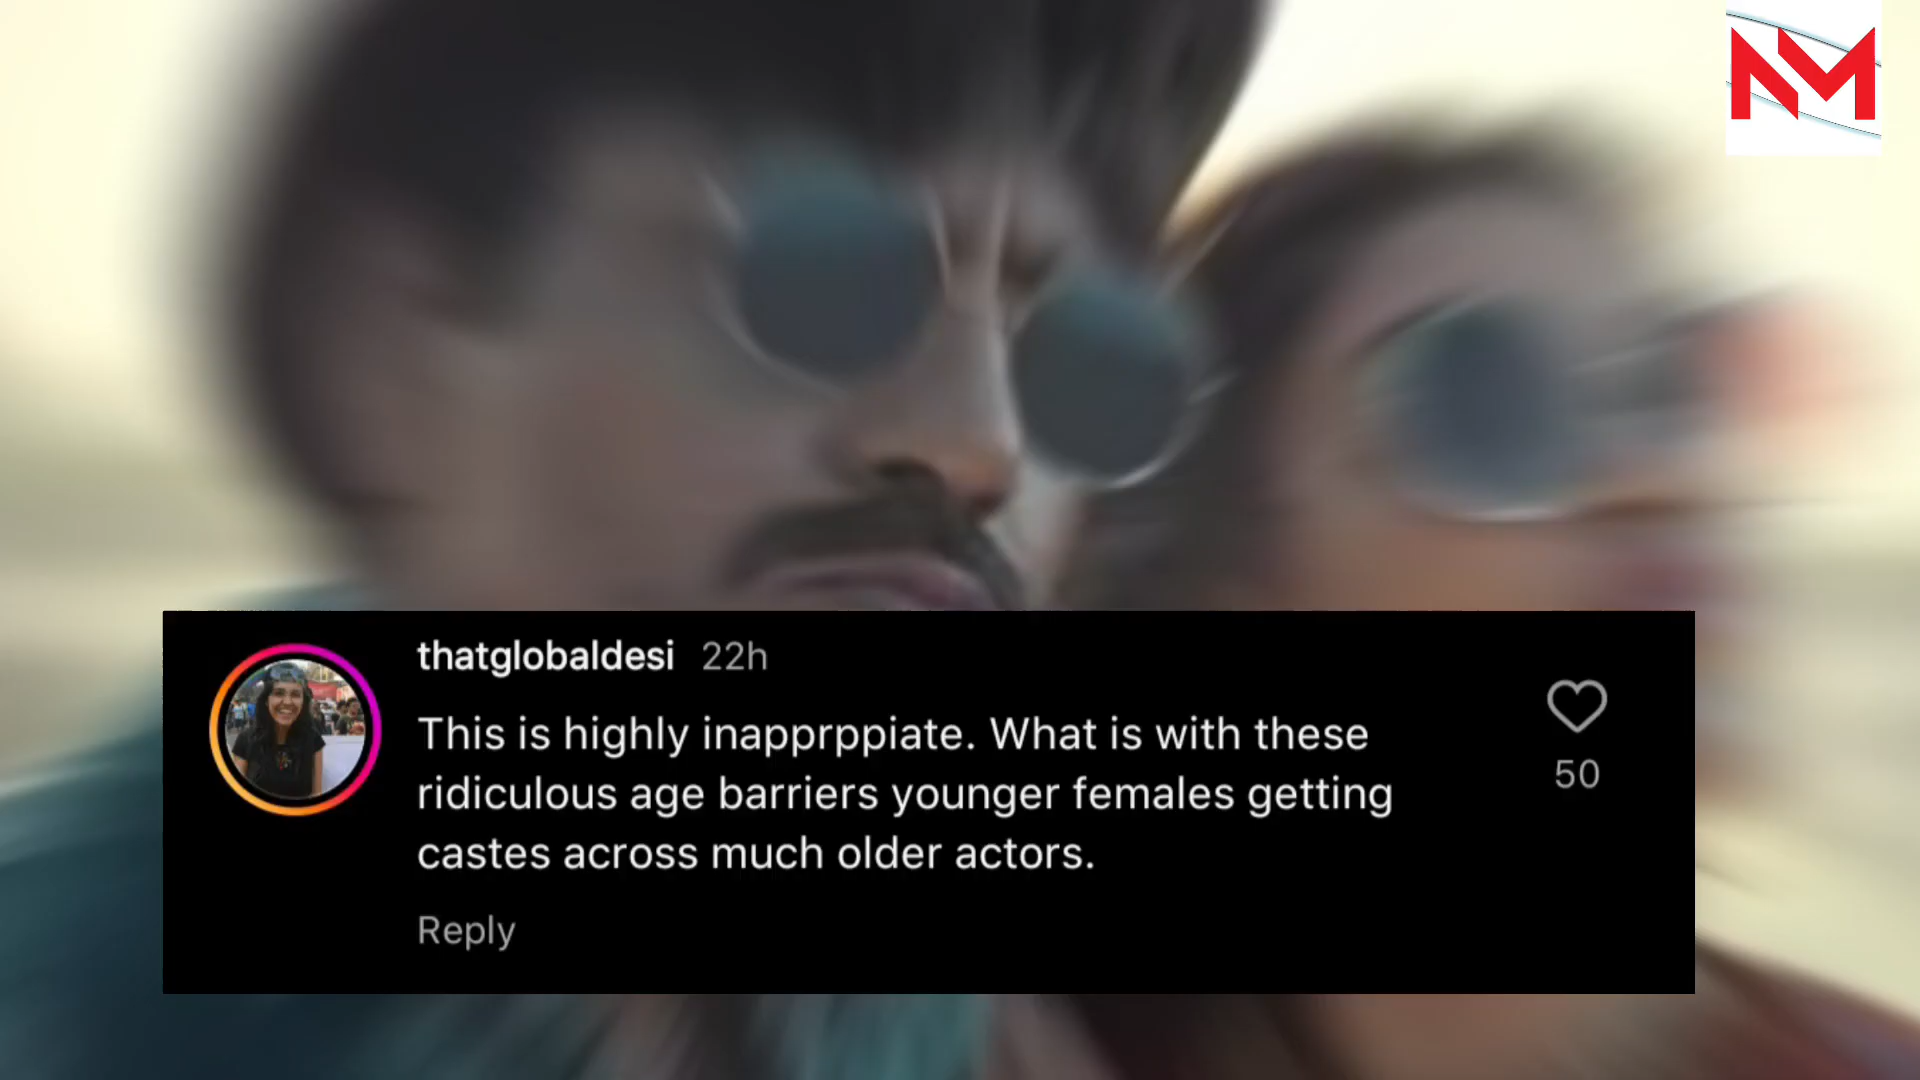 NM
thatglobaldesi 22h
This is highly inapprppiate. What is with these
ridiculous age barriers younger females getting
castes across much older actors.
50
Reply